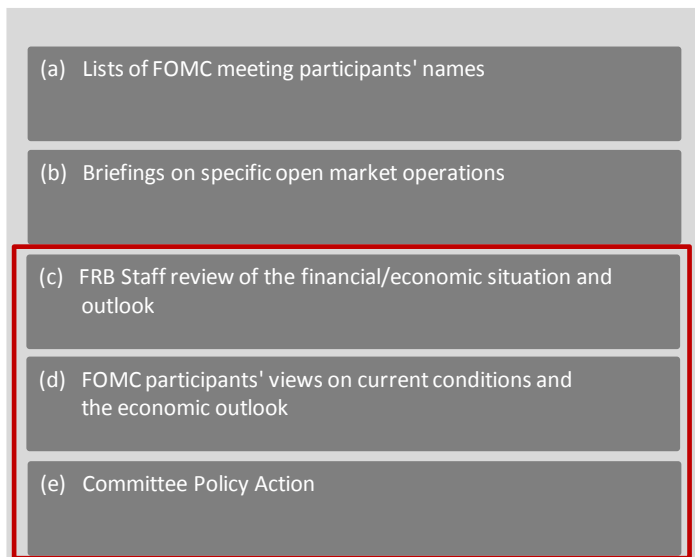 (a) Lists of FOMC meeting participants' names
(b) Briefings on specific open market operations
(c) FRB Staff review of the financial/economic situation and
outlook
(d) FOMC participants' views on current conditions and
the economic outlook
(e) Committee Policy Action